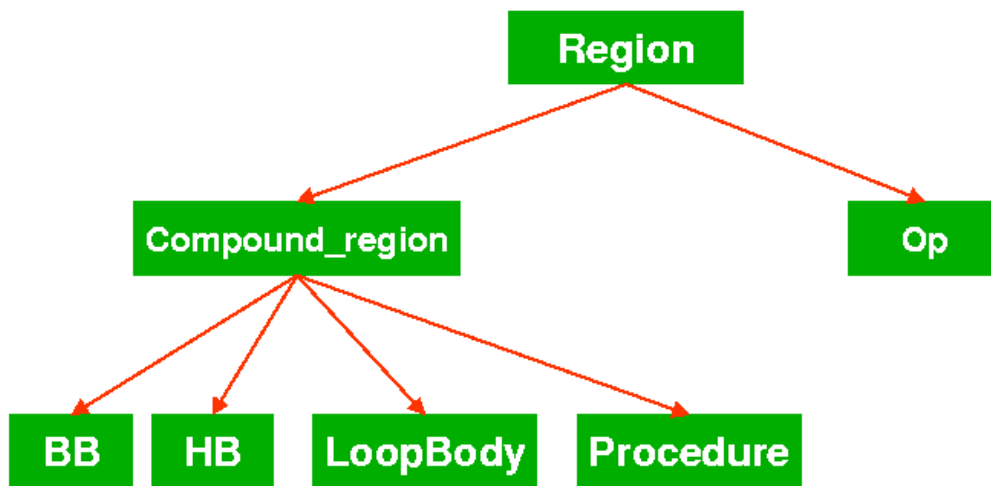 Region
Compound_region
Op
BB
HB
LoopBody
Procedure